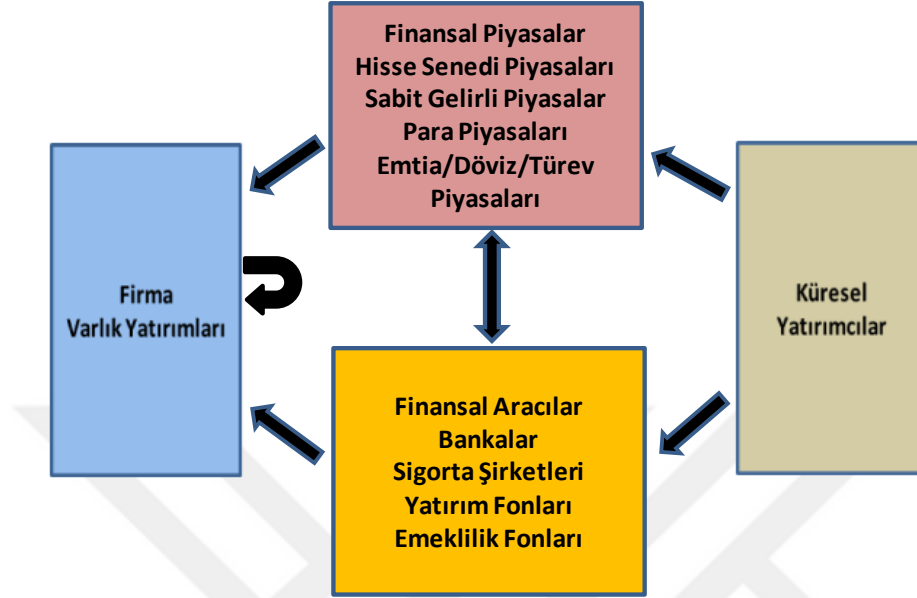 Finansal Piyasalar
Hisse Senedi Piyasaları
Sabit Gelirli Piyasalar
Para Piyasaları
Emtia/Döviz/Türev
Piyasaları
Firma
Varlık Yatırımları
Küresel
Yatırımcılar
Finansal Aracılar
Bankalar
Sigorta Şirketleri
Yatırım Fonları
Emeklilik Fonları